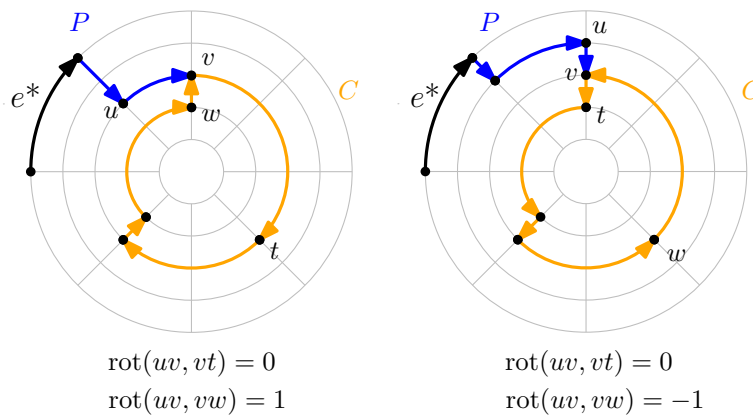 P
e*
u
v
w
t
C
rot(uv, vt) = 0
rot(uv, vw) = 1
P
e*
u
v
t
w
C
rot(uv, vt) = 0
rot(uv, vw) = −1